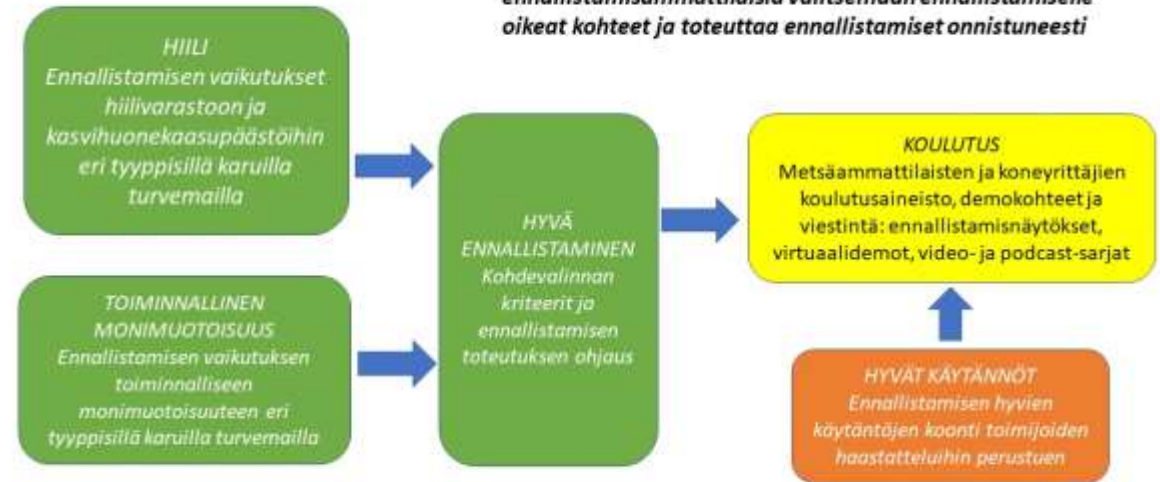 ennallistamisammattilaisia valitsemaan ennallistamiselle
oikeat kohteet ja toteuttaa ennallistamiset onnistuneesti
HIILI
Ennallistamisen vaikutukset
hiilivarastoon ja
kasvihuonekaasupäästöihin
eri tyyppisillä karuilla
turvemailla
TOIMINNALLINEN
MONIMUOTOISUUS
Ennallistamisen vaikutuksen
toiminnalliseen
monimuotoisuuteen eri
tyyppisillä karuilla turvemailla
HYVÄ
ENNALLISTAMINEN
Kohdevalinnan
kriteerit ja
ennallistamisen
toteutuksen ohjaus
KOULUTUS
Metsäammattilaisten ja koneyrittäjien
koulutusaineisto, demokohteet ja
viestintä: ennallistamisnäytökset,
virtuaalidemot, video- ja podcast-sarjat
HYVÄT KÄYTÄNNÖT
Ennallistamisen hyvien
käytäntöjen koonti toimijoiden
haastatteluihin perustuen